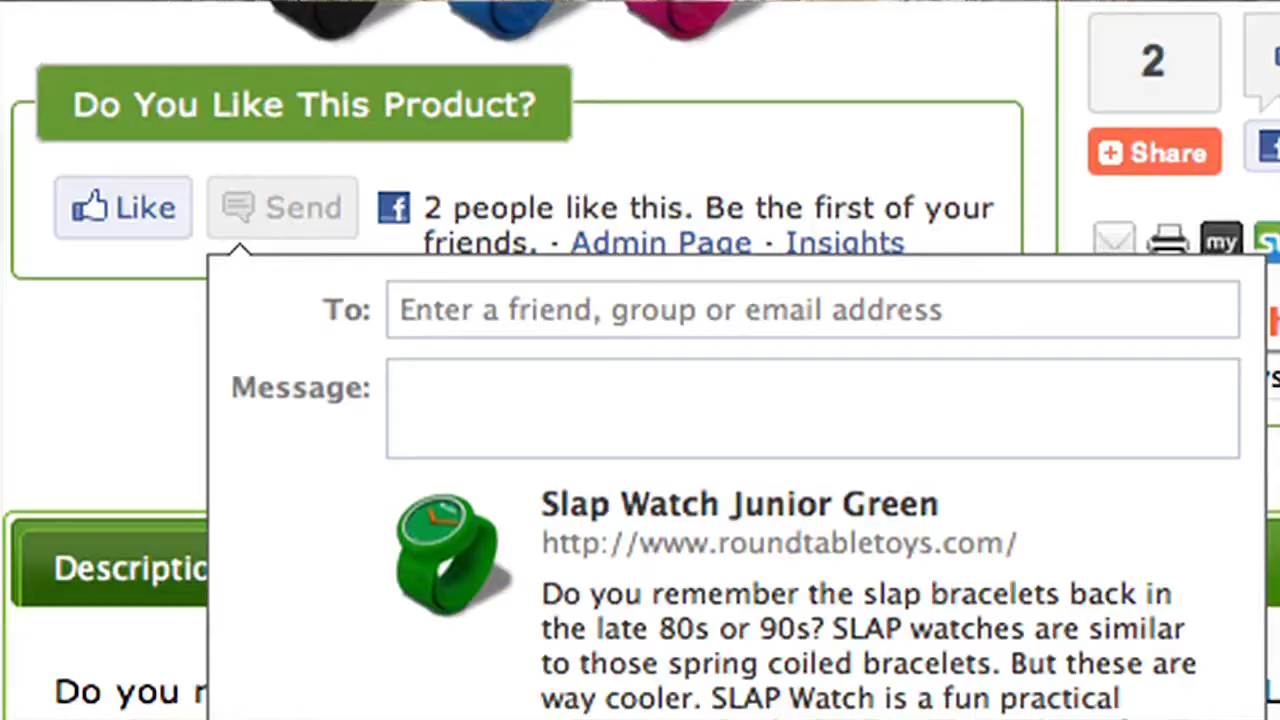 Do You Like This Product?
2
Share
Like
Send
2 people like this. Be the first of your
friends. · Admin Page · Insights
my
To:
Enter a friend, group or email address
Message:
Slap Watch Junior Green
http://www.roundtabletoys.com/
Descriptio
Do you remember the slap bracelets back in
the late 80s or 90s? SLAP watches are similar
to those spring coiled bracelets. But these are
way cooler. SLAP Watch is a fun practical
Do you r